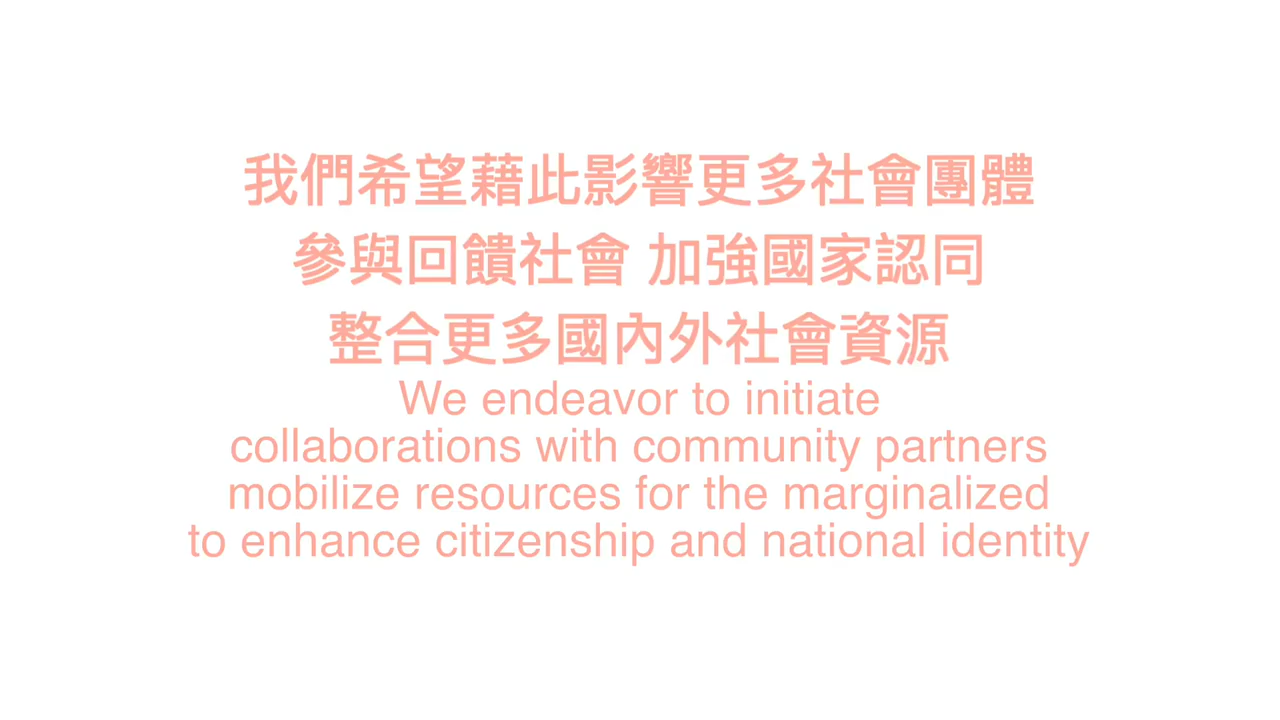 我們希望藉此影響更多社會團體
參與回饋社會 加強國家認同
整合更多國內外社會資源
We endeavor to initiate
collaborations with community partners
mobilize resources for the marginalized
to enhance citizenship and national identity